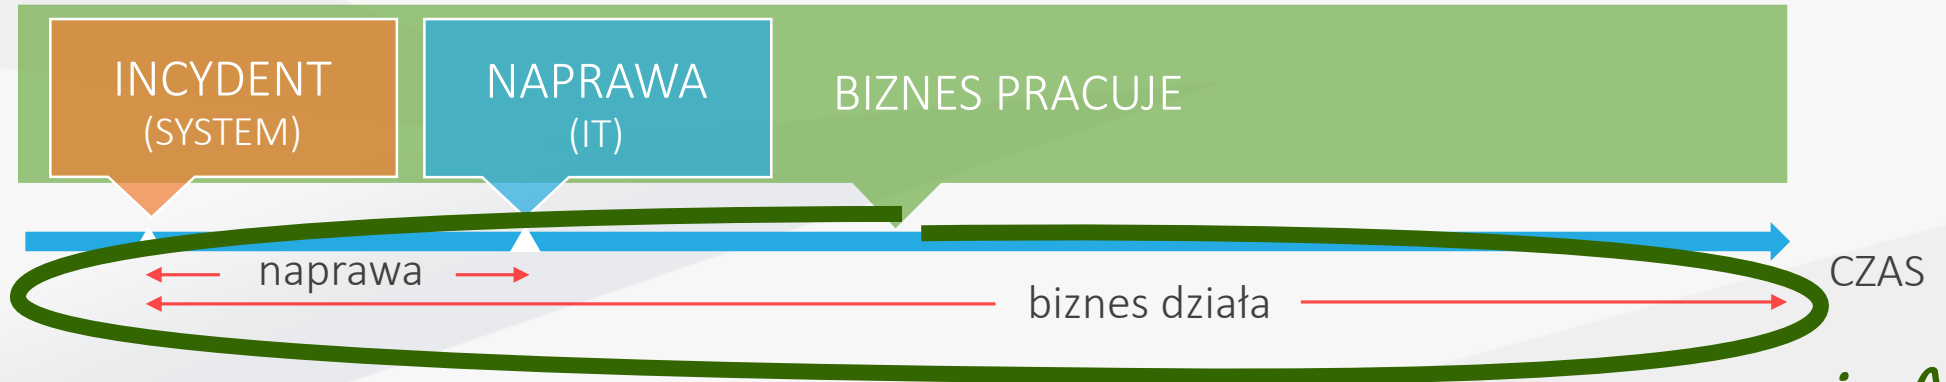 INCYDENT
(SYSTEM)
NAPRAWA
(IT)
BIZNES PRACUJE
naprawa
biznes działa
CZAS